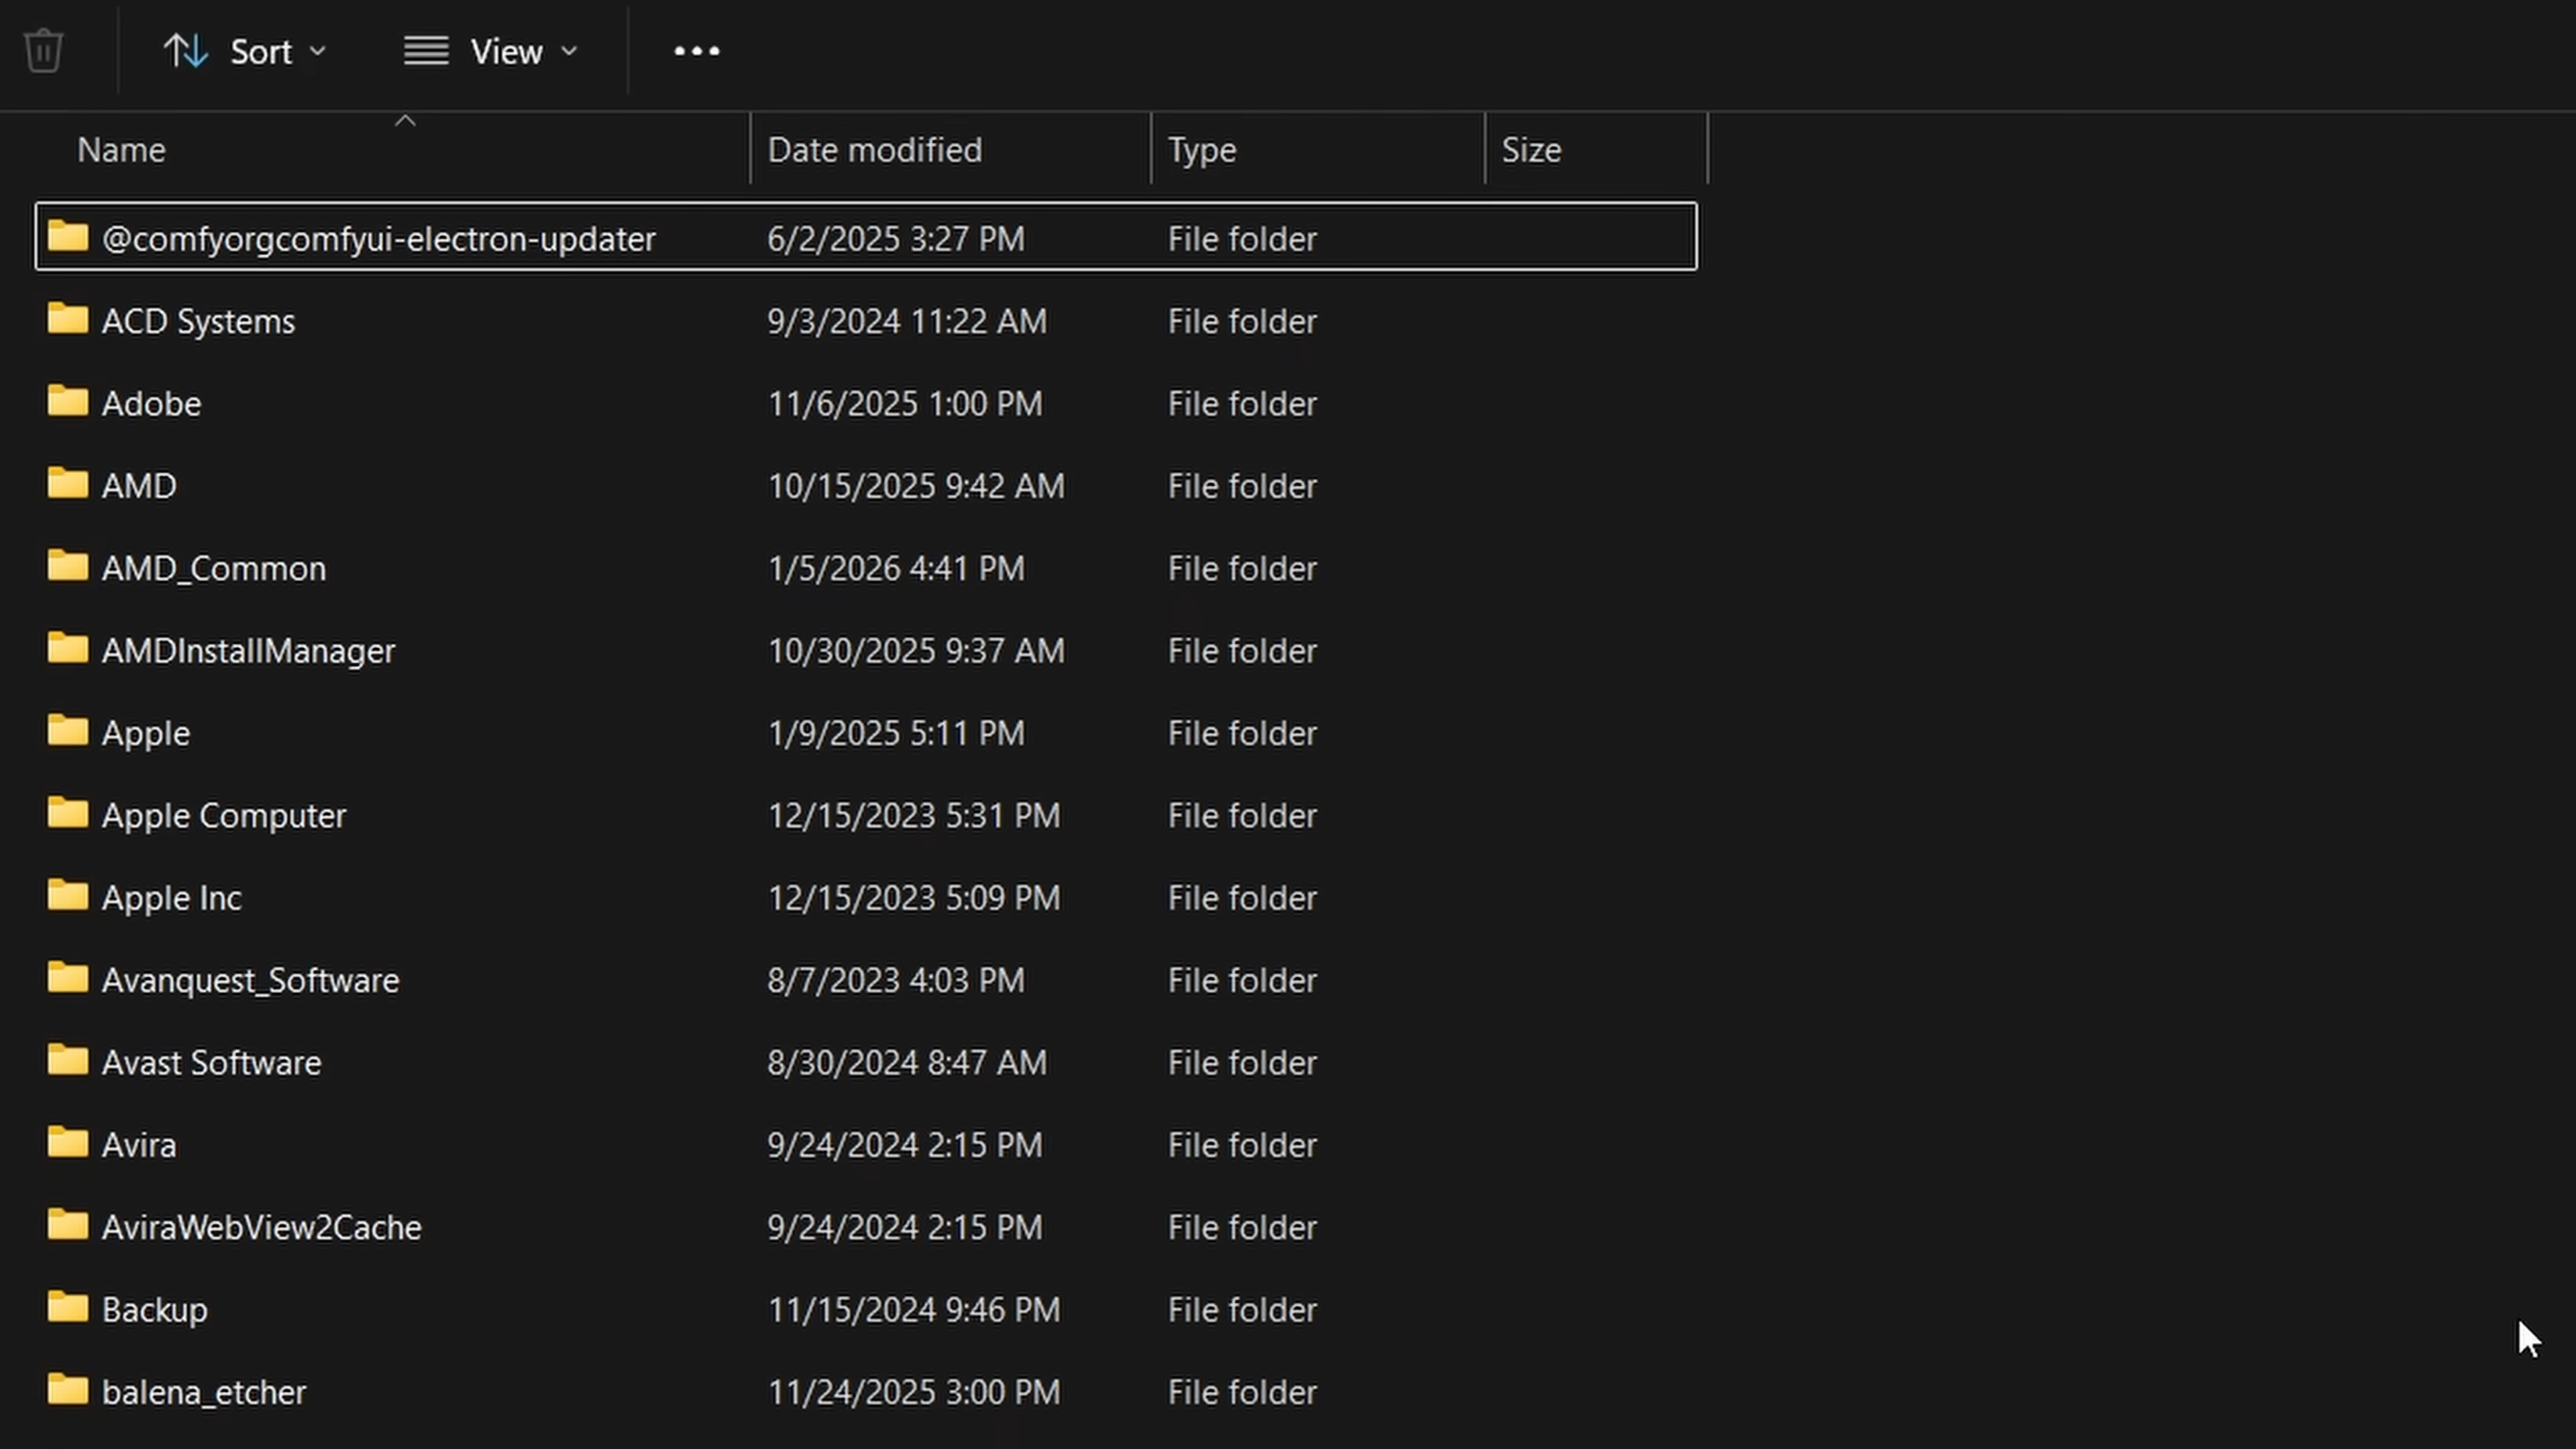 Sort View
Name Date modified Type Size
@comfyorgcomfyui-electron-updater 6/2/2025 3:27 PM File folder
ACD Systems 9/3/2024 11:22 AM File folder
Adobe 11/6/2025 1:00 PM File folder
AMD 10/15/2025 9:42 AM File folder
AMD_Common 1/5/2026 4:41 PM File folder
AMDInstallManager 10/30/2025 9:37 AM File folder
Apple 1/9/2025 5:11 PM File folder
Apple Computer 12/15/2023 5:31 PM File folder
Apple Inc 12/15/2023 5:09 PM File folder
Avanquest_Software 8/7/2023 4:03 PM File folder
Avast Software 8/30/2024 8:47 AM File folder
Avira 9/24/2024 2:15 PM File folder
AviraWebView2Cache 9/24/2024 2:15 PM File folder
Backup 11/15/2024 9:46 PM File folder
balena_etcher 11/24/2025 3:00 PM File folder